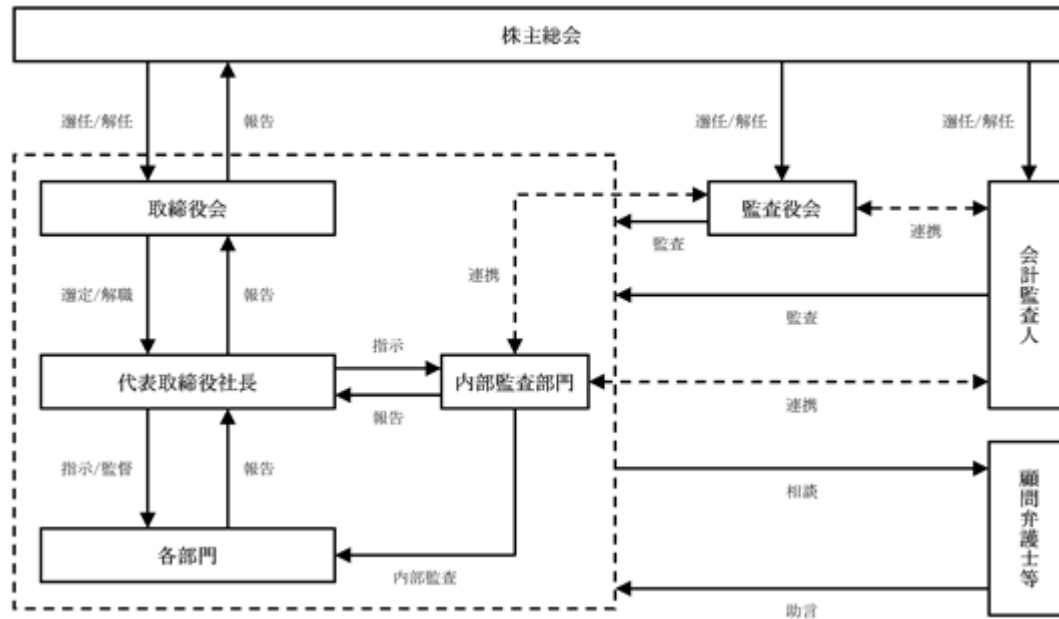 株主総会
選任/解任
報告
選任/解任
選任/解任
取締役会
監査役会
連携
監査
会計監査人
連携
選定/解職
報告
監査
指示
代表取締役社長
内部監査部門
報告
連携
指示/監督
報告
相談
顧問弁護士等
各部門
内部監査
助言